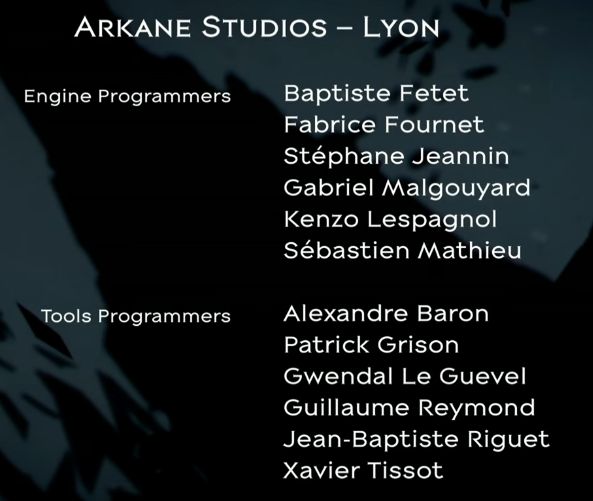 ARKANE STUDIOS – LYON
Engine Programmers Baptiste Fetet
Fabrice Fournet
Stéphane Jeannin
Gabriel Malgouyard
Kenzo Lespagnol
Sébastien Mathieu
Tools Programmers Alexandre Baron
Patrick Grison
Gwendal Le Guevel
Guillaume Reymond
Jean-Baptiste Riguet
Xavier Tissot